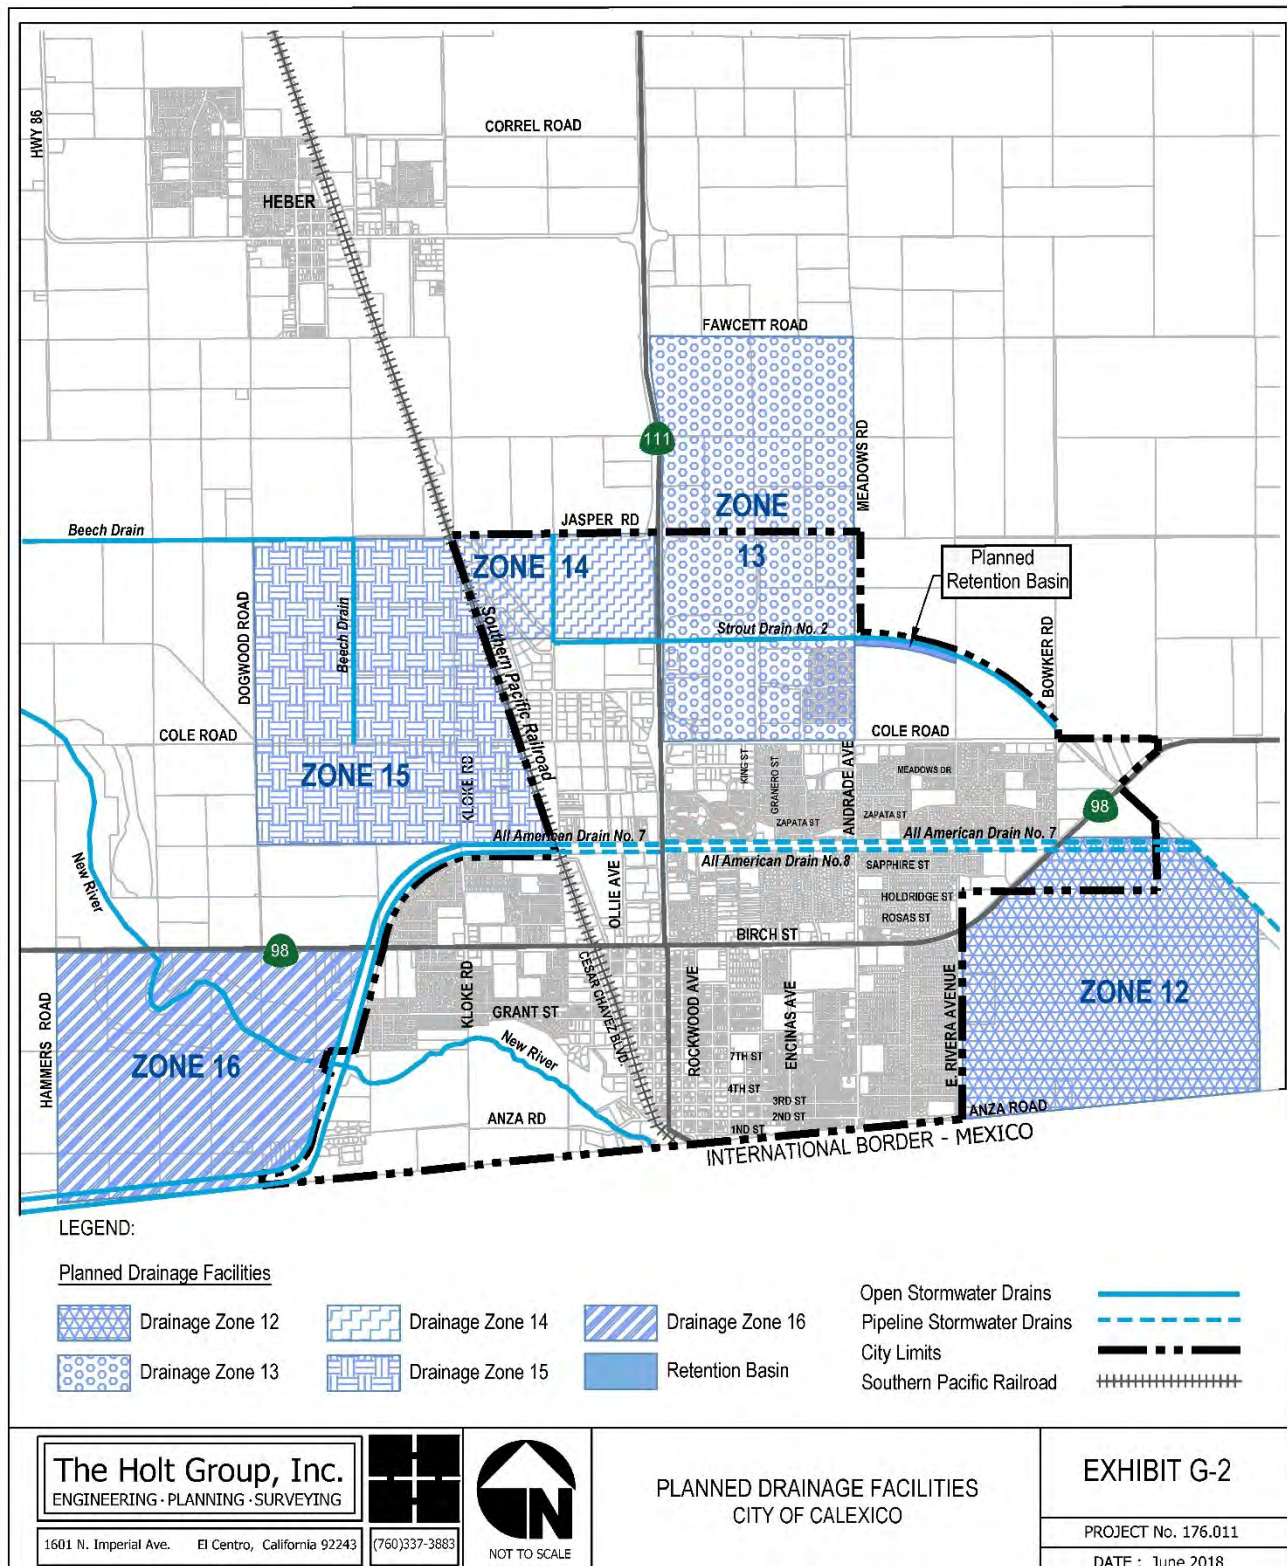 HWY 86
CORREL ROAD
HEBER
FAWCETT ROAD
111
MEADOWS RD
ZONE
13
JASPER RD
Beech Drain
ZONE 14
Planned
Retention Basin
DOGWOOD ROAD
Beech Drain
Southern Pacific Railroad
Strout Drain No. 2
BOWKER RD
COLE ROAD
COLE ROAD
ZONE 15
KLOKE RD
KING ST
GRANERO ST
ANDRADE AVE
MEADOWS DR
ZAPATA ST
ZAPATA ST
98
All American Drain No. 7
All American Drain No. 7
All American Drain No.8
New River
OLLIE AVE
SAPPHIRE ST
HOLDRIDGE ST
ROSAS ST
BIRCH ST
98
HAMMERS ROAD
ZONE 16
KLOKE RD
GRANT ST
CESAR CHAVEZ BLVD.
ROCKWOOD AVE
ENCINAS AVE
E. RIVERA AVENUE
ZONE 12
New River
7TH ST
4TH ST
3RD ST
2ND ST
1ND ST
ANZA RD
ANZA ROAD
INTERNATIONAL BORDER - MEXICO
LEGEND:
Planned Drainage Facilities
Drainage Zone 12
Drainage Zone 14
Drainage Zone 16
Drainage Zone 13
Drainage Zone 15
Retention Basin
Open Stormwater Drains
Pipeline Stormwater Drains
City Limits
Southern Pacific Railroad
The Holt Group, Inc.
ENGINEERING · PLANNING · SURVEYING
1601 N. Imperial Ave. El Centro, California 92243
(760)337-3883
N
NOT TO SCALE
PLANNED DRAINAGE FACILITIES
CITY OF CALEXICO
EXHIBIT G-2
PROJECT No. 176.011
DATE : June 2018